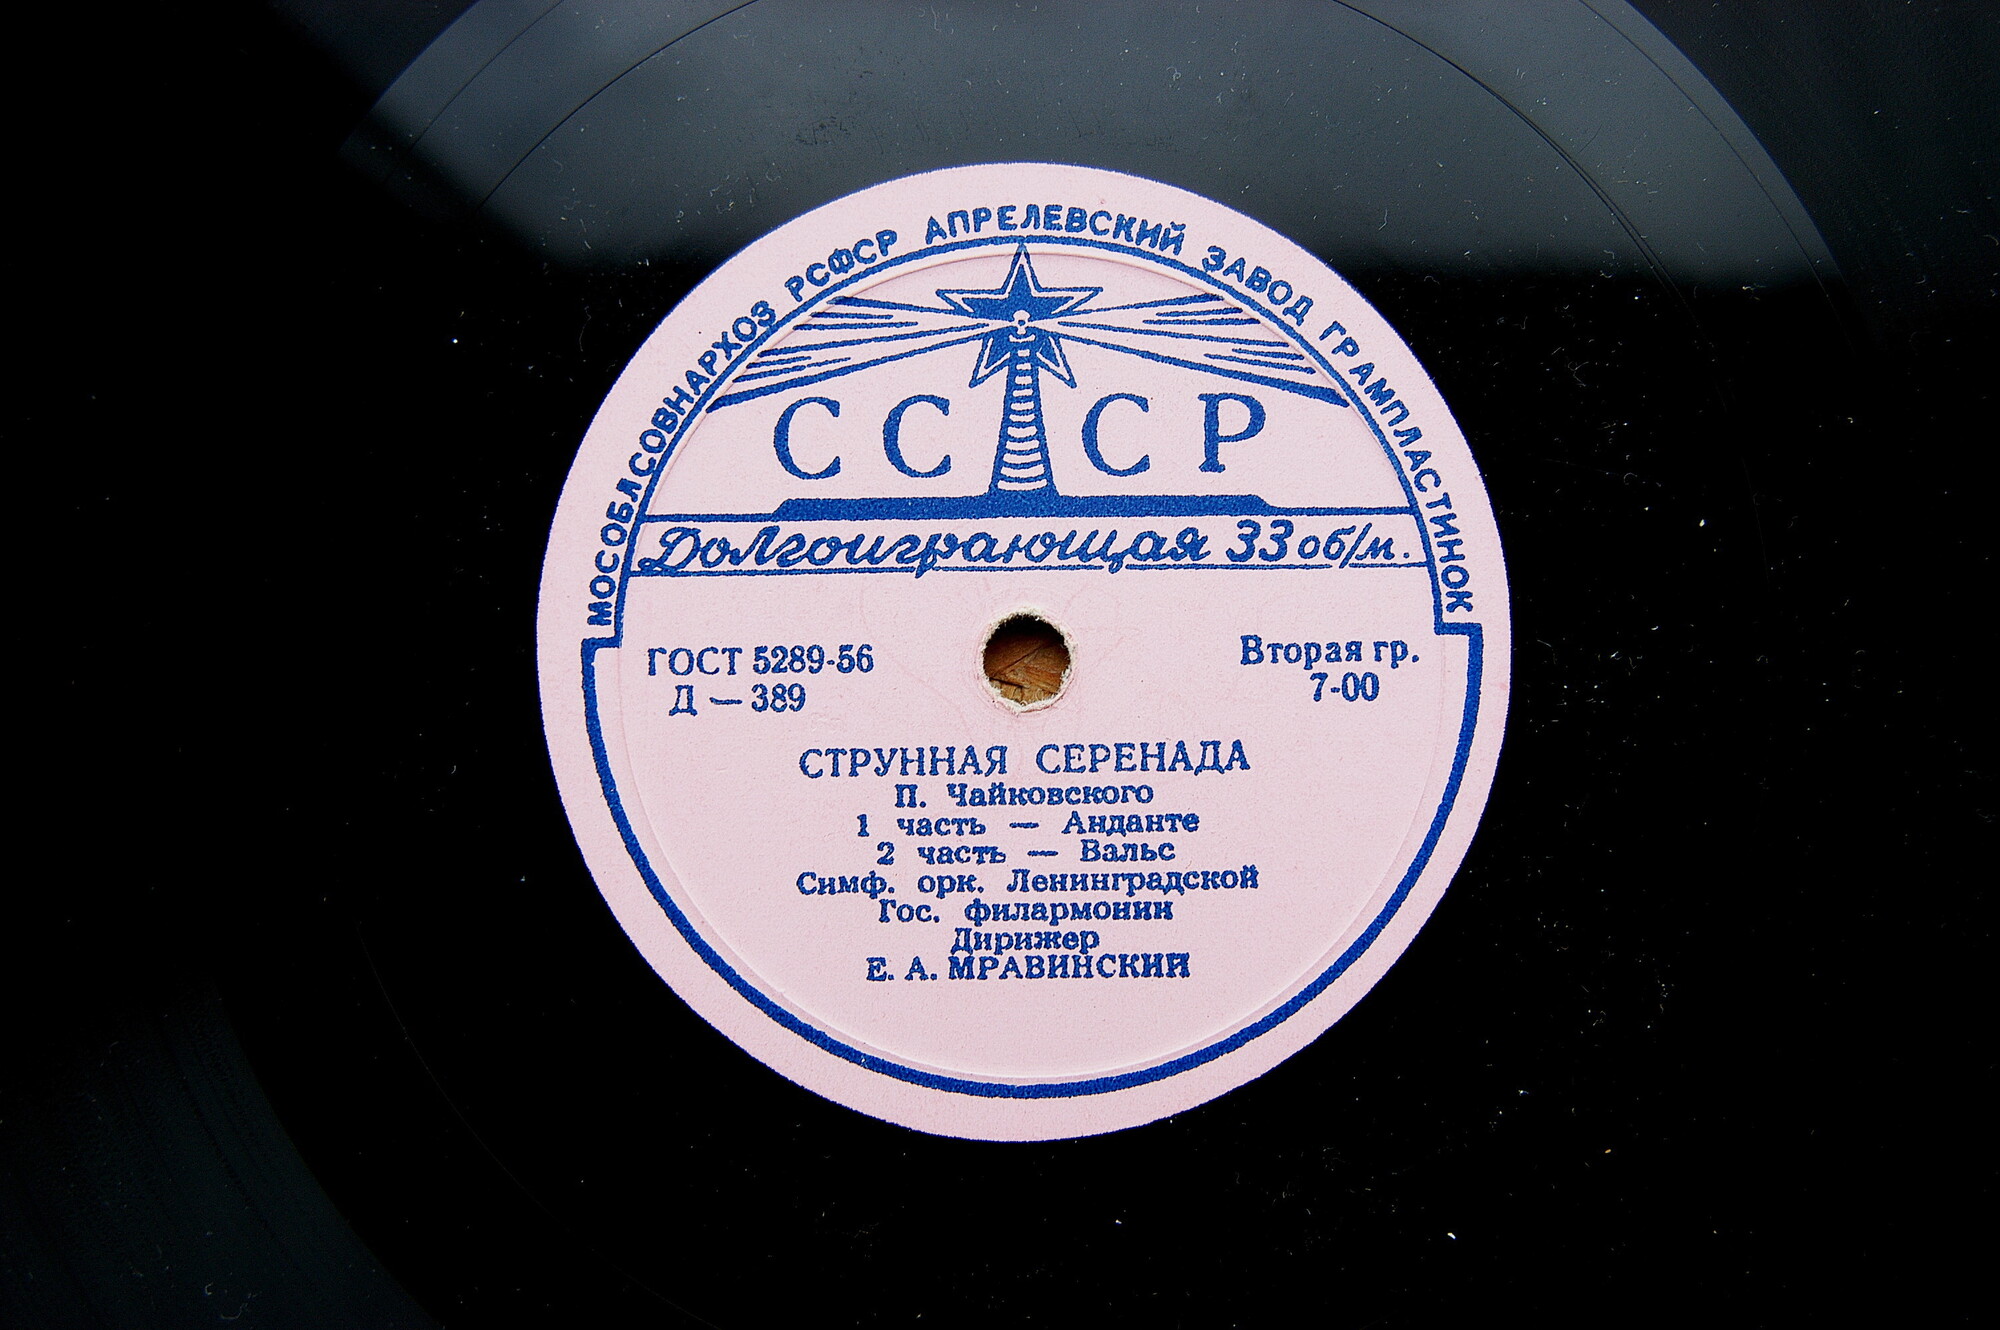 МОСОБЛСОВНАРХОЗ РСФСР АПРЕЛЕВСКИЙ ЗАВОД ГРАМПЛАСТИНОК
СССР
Долгоиграющая 33 об/м.
ГОСТ 5289-56
Д — 389
Вторая гр.
7-00
СТРУННАЯ СЕРЕНАДА
П. Чайковского
1 часть — Анданте
2 часть — Вальс
Симф. орк. Ленинградской
Гос. филармонии
Дирижер
Е. А. МРАВИНСКИЙ